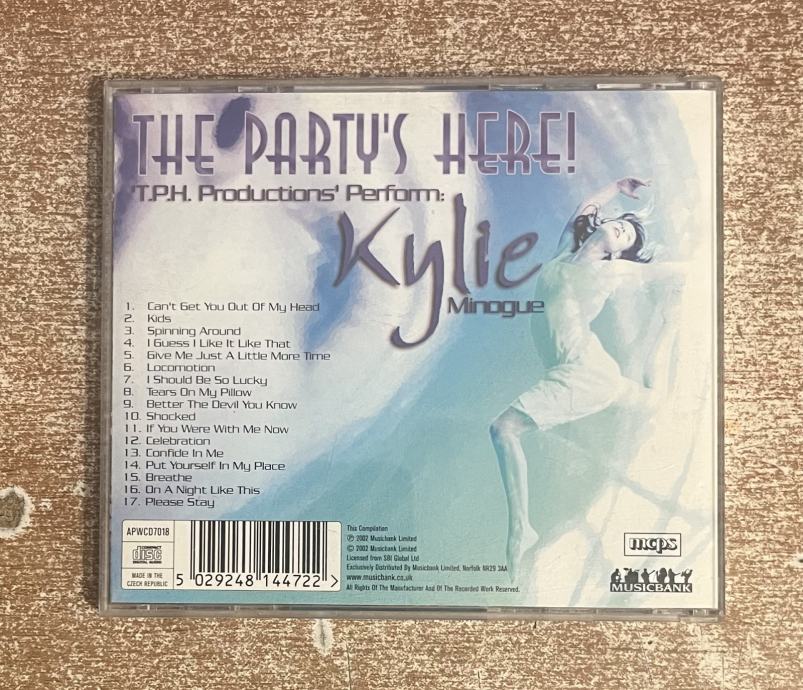 THE PARTY'S HERE!
'T.P.H. Productions' Perform:
Kylie
Minogue
1. Can't Get You Out Of My Head
2. Kids
3. Spinning Around
4. I Guess I Like It Like That
5. Give Me Just A Little More Time
6. Locomotion
7. I Should Be So Lucky
8. Tears On My Pillow
9. Better The Devil You Know
10. Shocked
11. If You Were With Me Now
12. Celebration
13. Confide In Me
14. Put Yourself In My Place
15. Breathe
16. On A Night Like This
17. Please Stay
APWCD7018
COMPACT
disc
DIGITAL AUDIO
MADE IN THE
CZECH REPUBLIC
5 029248 144722 >
This Compilation
℗ 2002 Musicbank Limited
© 2002 Musicbank Limited
Licensed from SBI Global Ltd
Exclusively Distributed By Musicbank Limited, Norfolk NR29 3AA
www.musicbank.co.uk
All Rights Of The Manufacturer And Of The Recorded Work Reserved.
mcps
MUSICBANK